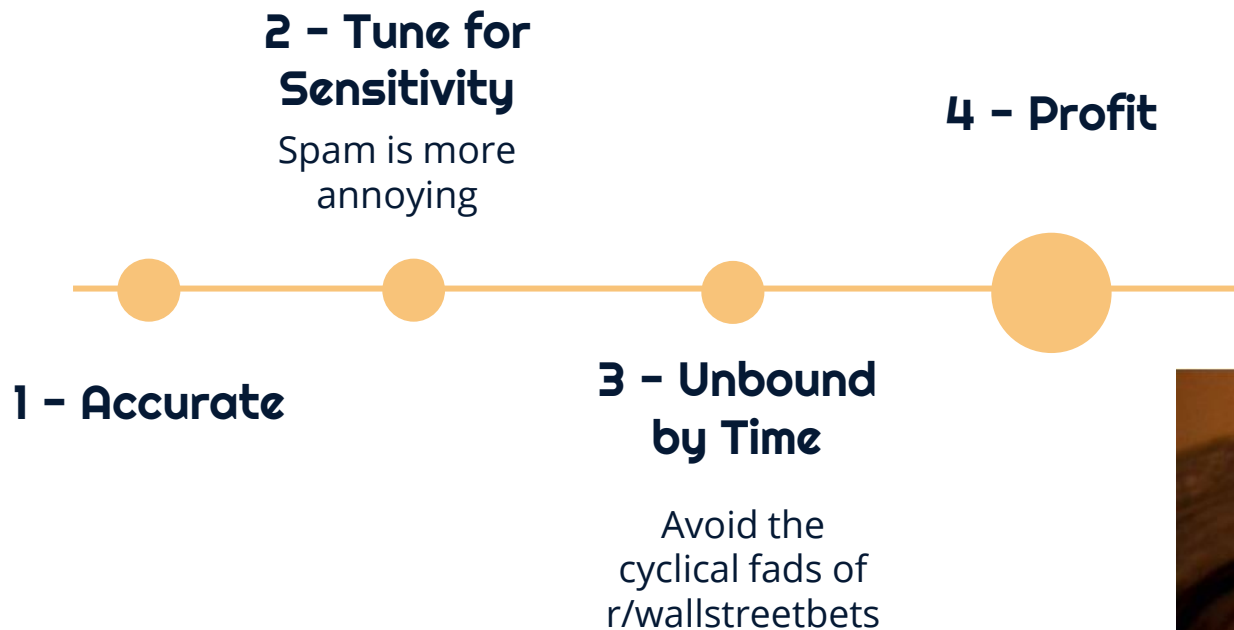 1 - Accurate
2 - Tune for
Sensitivity
Spam is more
annoying
3 - Unbound
by Time
Avoid the
cyclical fads of
r/wallstreetbets
4 - Profit